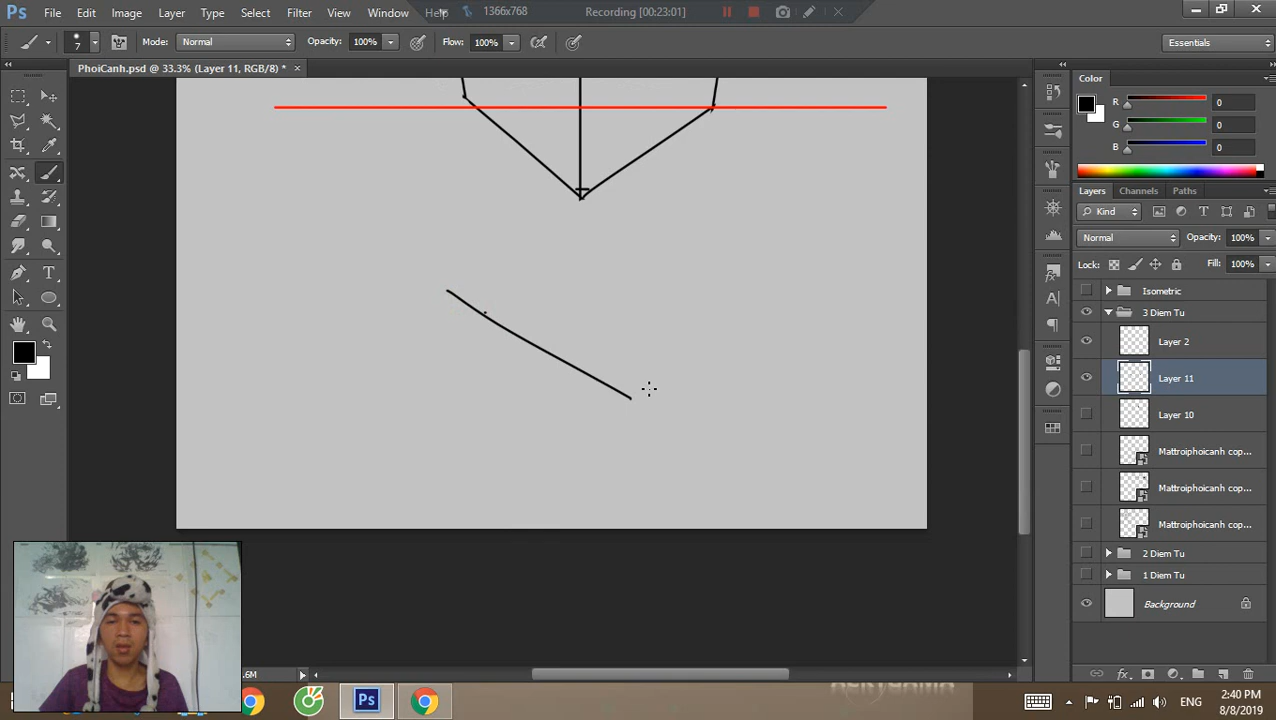 Ps File Edit Image Layer Type Select Filter View Window Help 1366x768 Recording [00:23:01]
7 Mode: Normal Opacity: 100% Flow: 100% Essentials
PhoiCanh.psd @ 33.3% (Layer 11, RGB/8) * ×
Color
R 0
G 0
B 0
Layers Channels Paths
Kind
Normal Opacity: 100%
Lock: Fill: 100%
Isometric
3 Diem Tu
Layer 2
Layer 11
Layer 10
Mattroiphoicanh cop...
Mattroiphoicanh cop...
Mattroiphoicanh cop...
2 Diem Tu
1 Diem Tu
Background
.6M
Ps
ENG
2:40 PM
8/8/2019